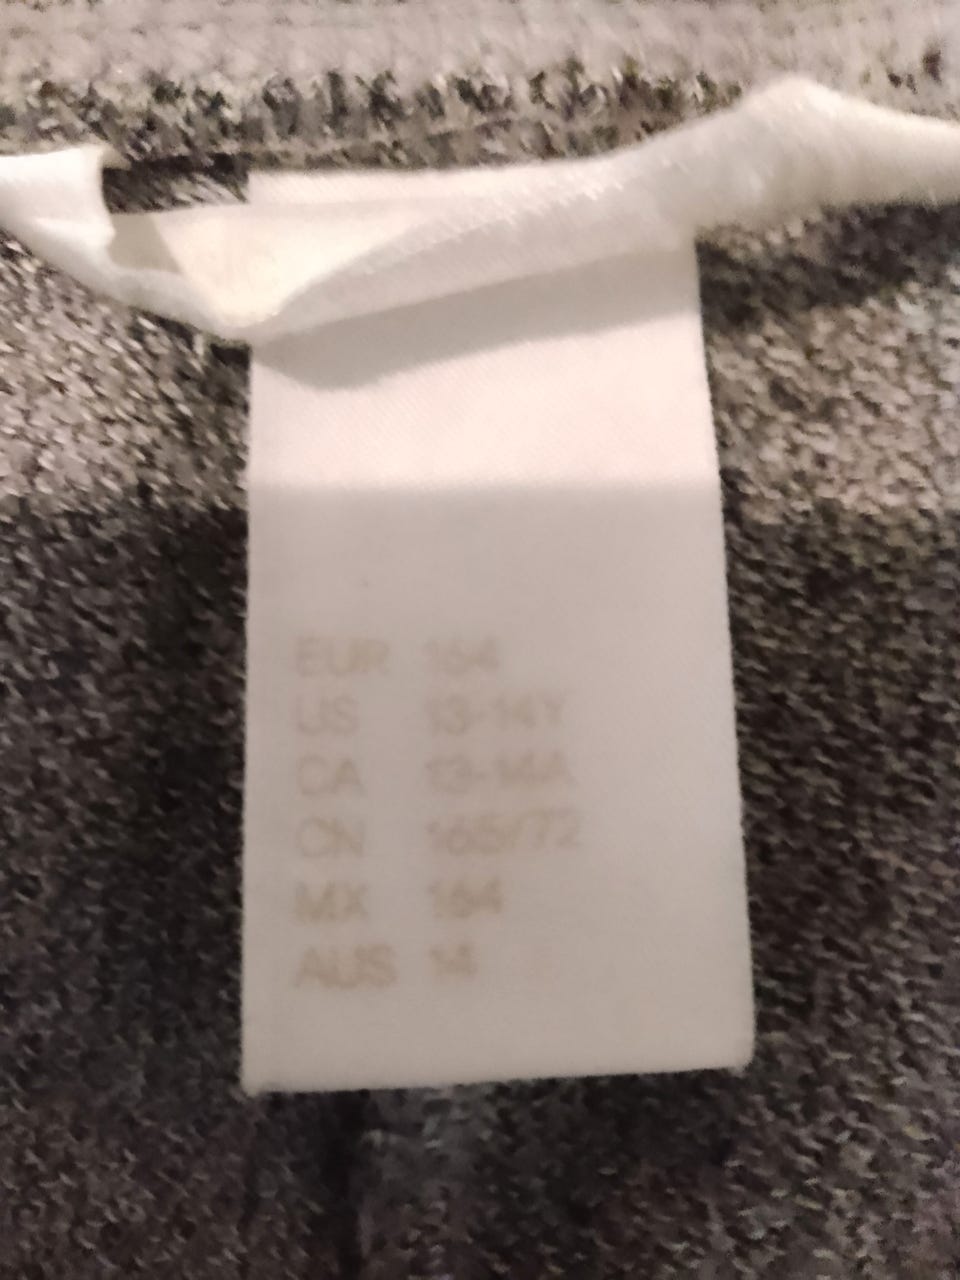 EUR 164
US 13-14Y
CA 13-14A
CN 165/72
MX 164
AUS 14